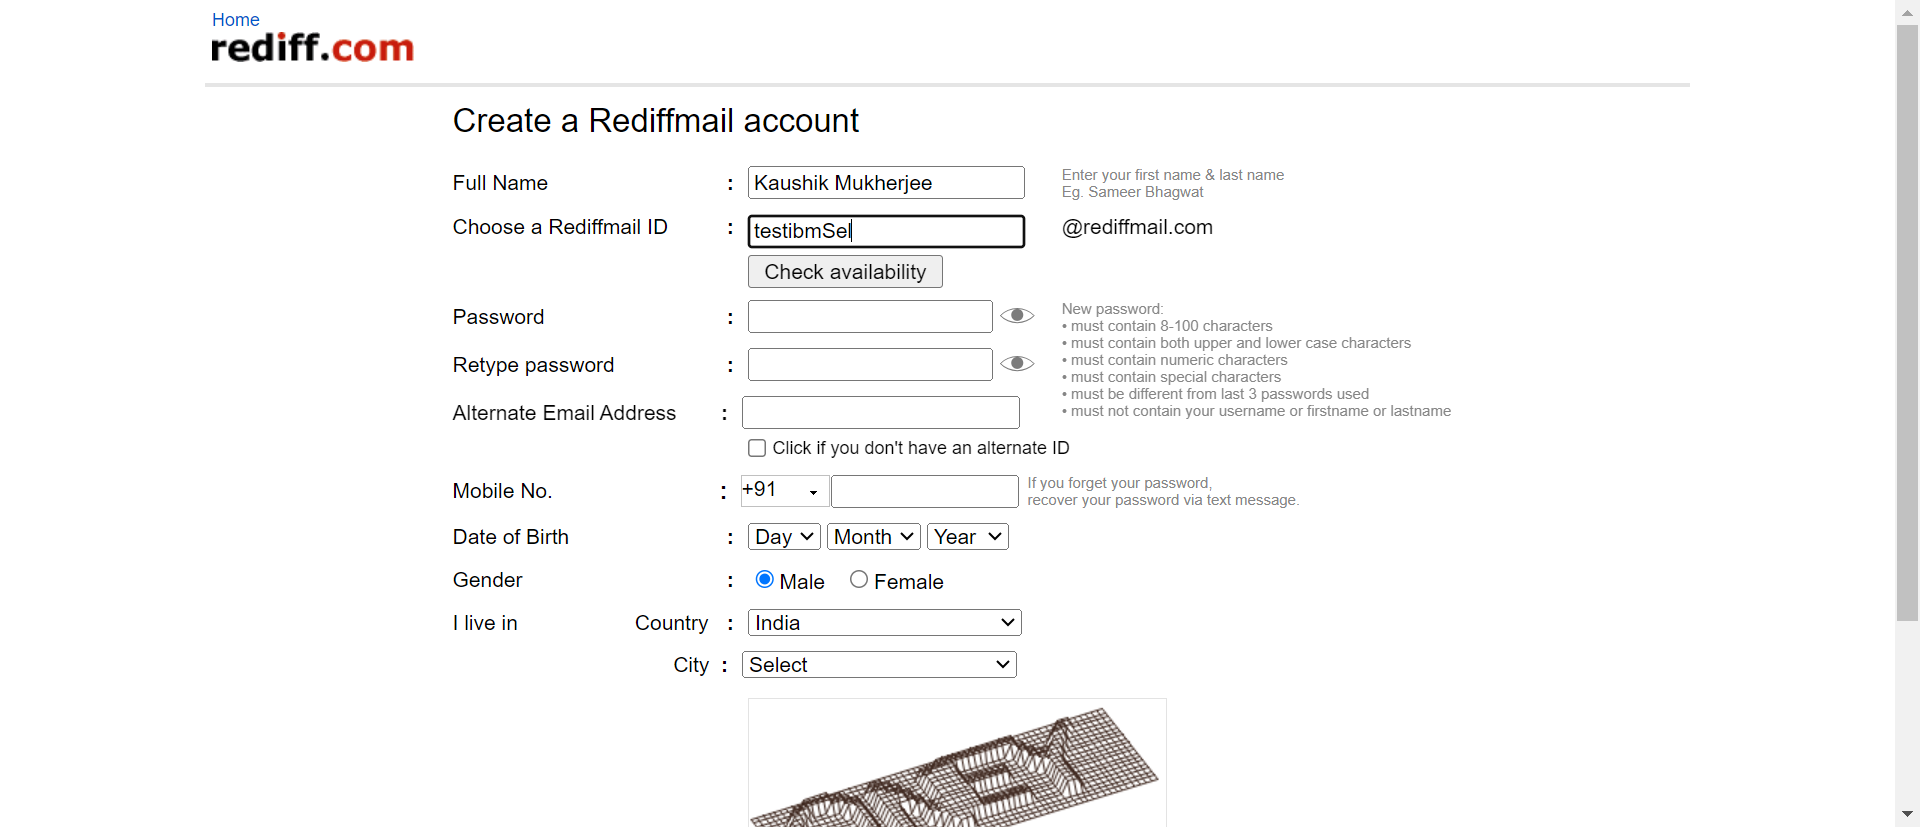 Home
rediff.com
Create a Rediffmail account
Full Name : Kaushik Mukherjee
Enter your first name & last name
Eg. Sameer Bhagwat
Choose a Rediffmail ID : testibmSel @rediffmail.com
Check availability
Password :
Retype password :
New password:
• must contain 8-100 characters
• must contain both upper and lower case characters
• must contain numeric characters
• must contain special characters
• must be different from last 3 passwords used
• must not contain your username or firstname or lastname
Alternate Email Address :
Click if you don't have an alternate ID
Mobile No. : +91
If you forget your password,
recover your password via text message.
Date of Birth : Day Month Year
Gender : Male Female
I live in Country : India
City : Select